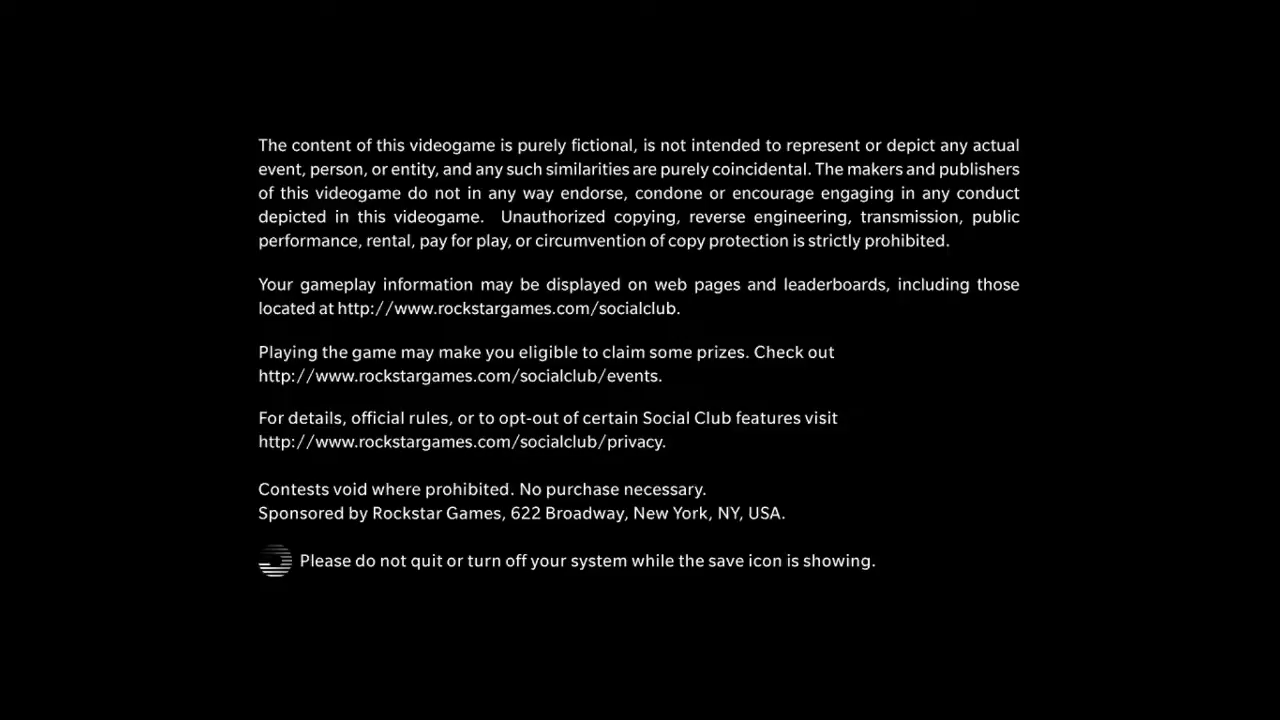 The content of this videogame is purely fictional, is not intended to represent or depict any actual
event, person, or entity, and any such similarities are purely coincidental. The makers and publishers
of this videogame do not in any way endorse, condone or encourage engaging in any conduct
depicted in this videogame. Unauthorized copying, reverse engineering, transmission, public
performance, rental, pay for play, or circumvention of copy protection is strictly prohibited.
Your gameplay information may be displayed on web pages and leaderboards, including those
located at http://www.rockstargames.com/socialclub.
Playing the game may make you eligible to claim some prizes. Check out
http://www.rockstargames.com/socialclub/events.
For details, official rules, or to opt-out of certain Social Club features visit
http://www.rockstargames.com/socialclub/privacy.
Contests void where prohibited. No purchase necessary.
Sponsored by Rockstar Games, 622 Broadway, New York, NY, USA.
Please do not quit or turn off your system while the save icon is showing.